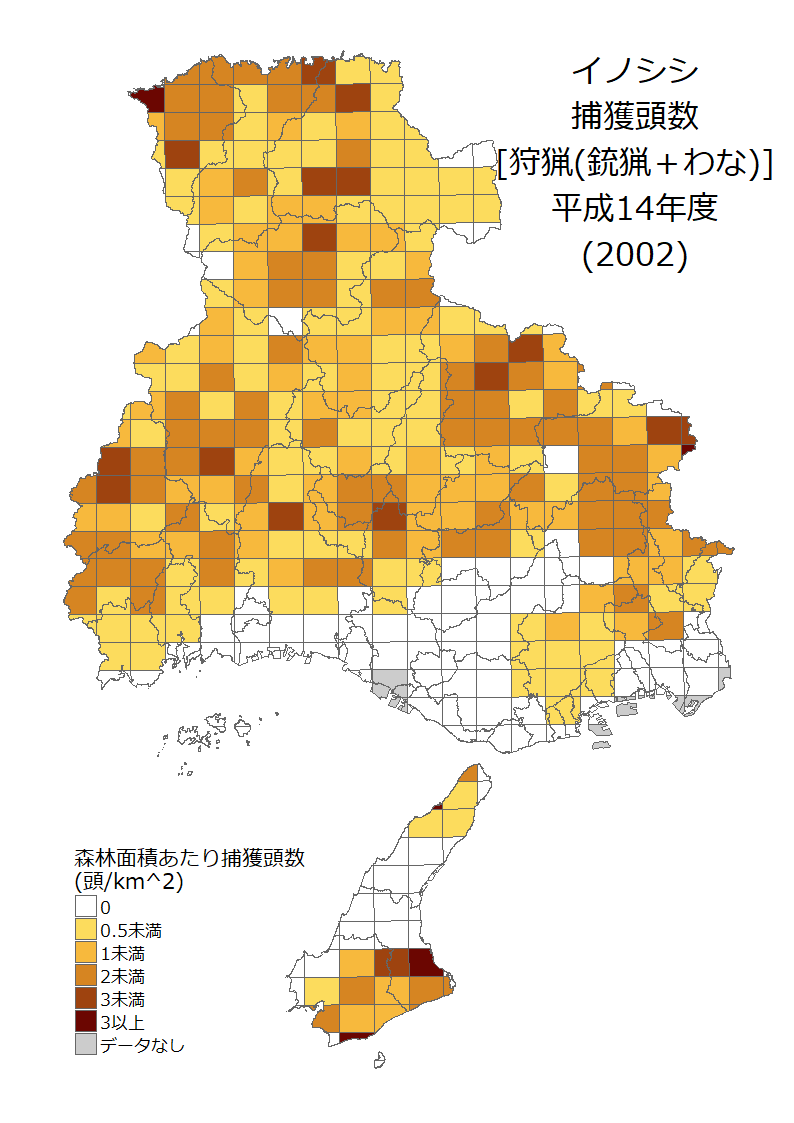 イノシシ
捕獲頭数
[狩猟(銃猟＋わな)]
平成14年度
(2002)
森林面積あたり捕獲頭数
(頭/km^2)
0
0.5未満
1未満
2未満
3未満
3以上
データなし